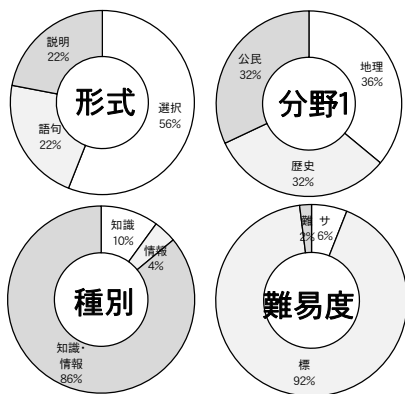 説明
22%
選択
56%
語句
22%
形式
公民
32%
地理
36%
歴史
32%
分野1
知識
10%
情報
4%
知識・
情報
86%
種別
難
2%
サ
6%
標
92%
難易度